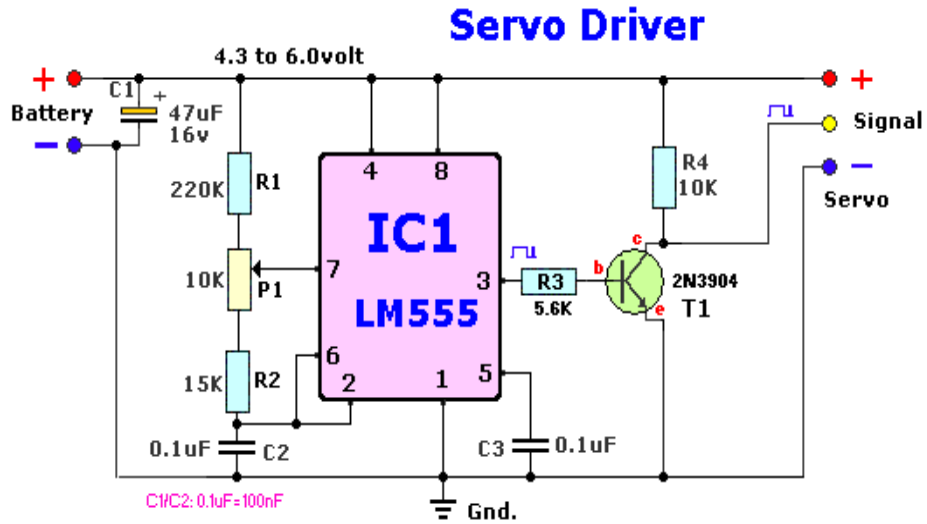 Servo Driver
4.3 to 6.0volt
+
+
C1
+
Battery
47uF
16v
Signal
−
−
4
8
R4
10K
Servo
220K
R1
IC1
c
10K
P1
7
3
R3
5.6K
b
2N3904
T1
LM555
e
6
15K
R2
2
1
5
0.1uF
C2
C3
0.1uF
C1/C2: 0.1uF=100nF
Gnd.